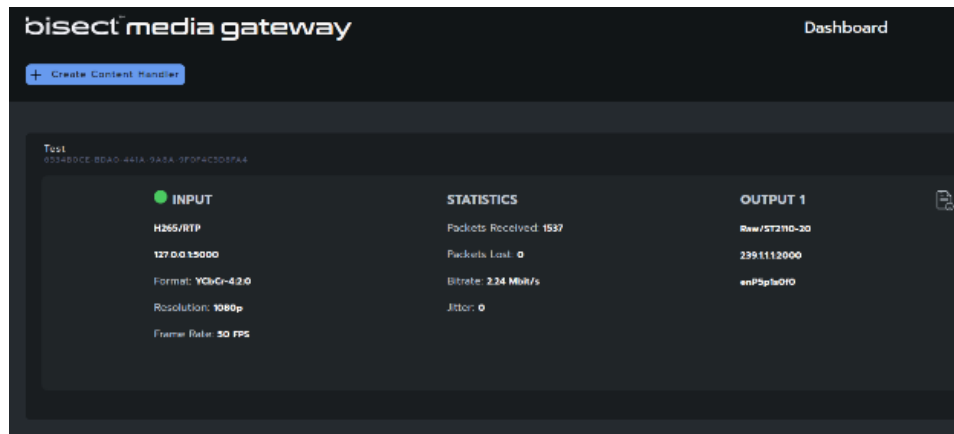 bisect media gateway
Dashboard
+ Create Content Handler
Test
INPUT
H265/RTP
127.0.0.1:5000
Format: YCbCr-4:2:0
Resolution: 1080p
Frame Rate: 50 FPS
STATISTICS
Packets Received: 1537
Packets Lost: 0
Bitrate: 2.24 Mbit/s
Jitter: 0
OUTPUT 1
Raw/ST2110-20
239.1.1.1:2000
enP5p1s0f0